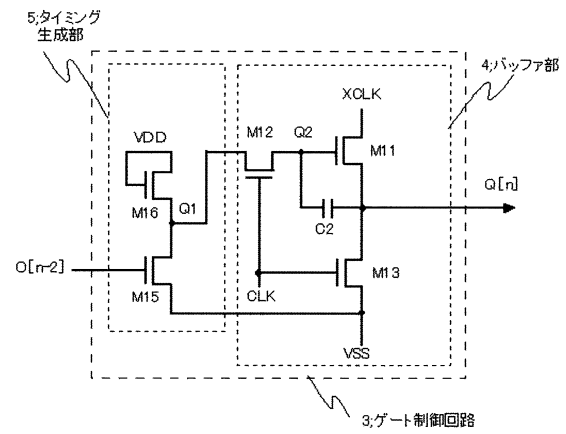 5;タイミング
生成部
4;バッファ部
XCLK
VDD
M12
Q2
M11
M16
Q1
C2
Q[n]
O[n-2]
M15
CLK
M13
VSS
3;ゲート制御回路